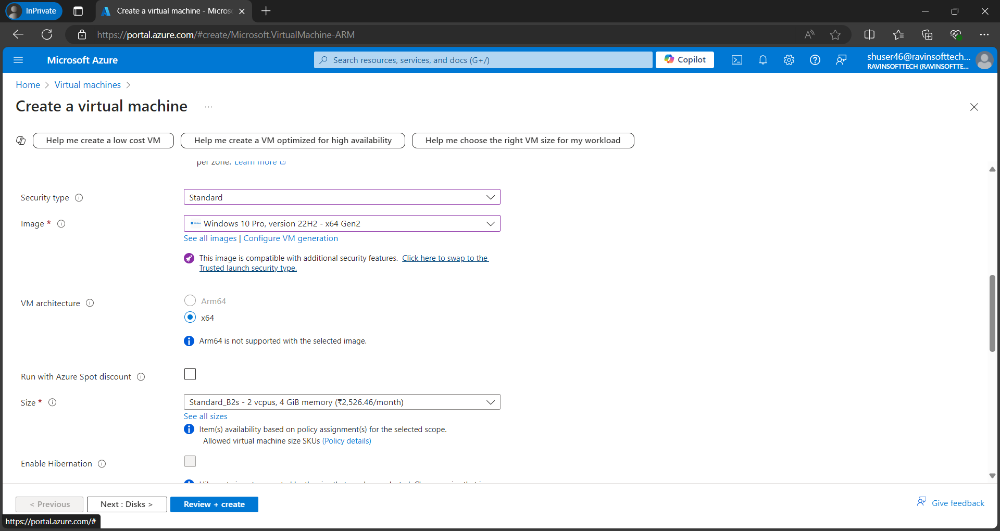 InPrivate
Create a virtual machine - Micros
https://portal.azure.com/#create/Microsoft.VirtualMachine-ARM
Microsoft Azure
Search resources, services, and docs (G+/)
Copilot
shuser46@ravinsofttech...
RAVINSOFTTECH (RAVINSOFTTE...
Home > Virtual machines >
Create a virtual machine ...
Help me create a low cost VM
Help me create a VM optimized for high availability
Help me choose the right VM size for my workload
per zone. Learn more
Security type
Standard
Image *
Windows 10 Pro, version 22H2 - x64 Gen2
See all images | Configure VM generation
This image is compatible with additional security features. Click here to swap to the
Trusted launch security type.
VM architecture
Arm64
x64
Arm64 is not supported with the selected image.
Run with Azure Spot discount
Size *
Standard_B2s - 2 vcpus, 4 GiB memory (₹2,526.46/month)
See all sizes
Item(s) availability based on policy assignment(s) for the selected scope.
Allowed virtual machine size SKUs (Policy details)
Enable Hibernation
< Previous
Next : Disks >
Review + create
Give feedback
https://portal.azure.com/#